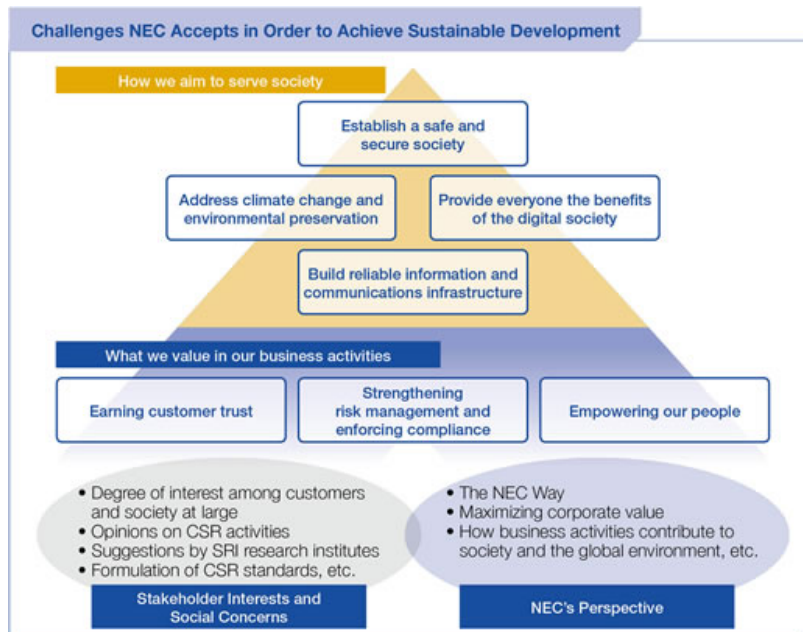 Challenges NEC Accepts in Order to Achieve Sustainable Development
How we aim to serve society
Establish a safe and
secure society
Address climate change and
environmental preservation
Provide everyone the benefits
of the digital society
Build reliable information and
communications infrastructure
What we value in our business activities
Earning customer trust
Strengthening
risk management and
enforcing compliance
Empowering our people
• Degree of interest among customers
and society at large
• Opinions on CSR activities
• Suggestions by SRI research institutes
• Formulation of CSR standards, etc.
• The NEC Way
• Maximizing corporate value
• How business activities contribute to
society and the global environment, etc.
Stakeholder Interests and
Social Concerns
NEC's Perspective